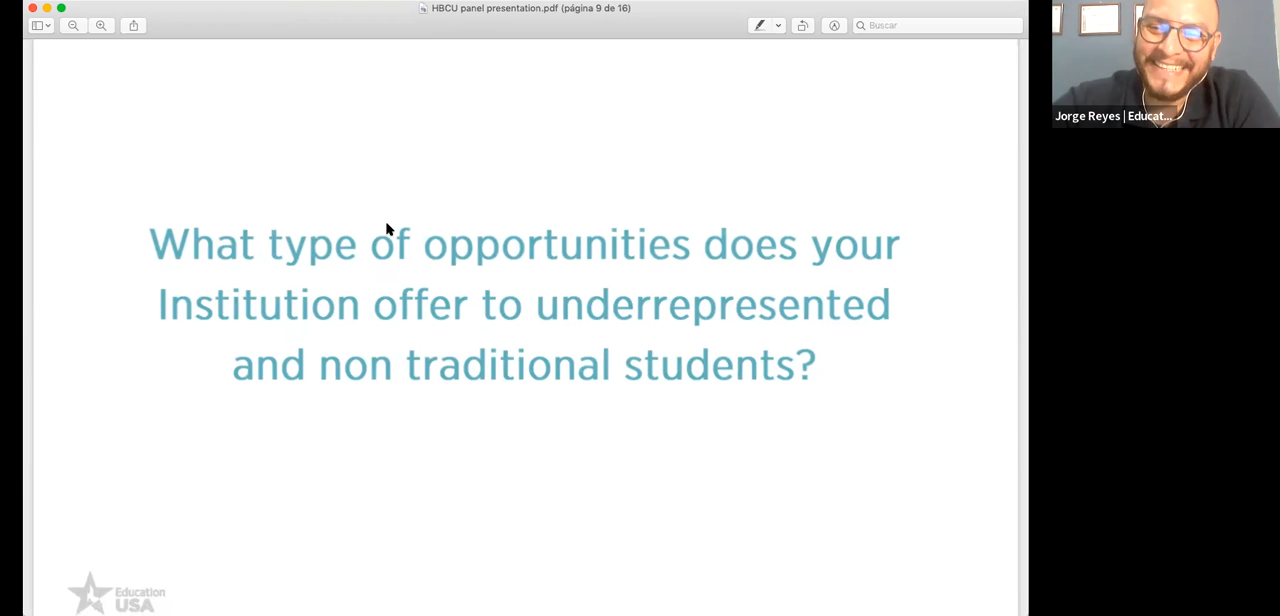 HBCU panel presentation.pdf (página 9 de 16)
Buscar
Jorge Reyes | Educat...
What type of opportunities does your
Institution offer to underrepresented
and non traditional students?
Education
USA